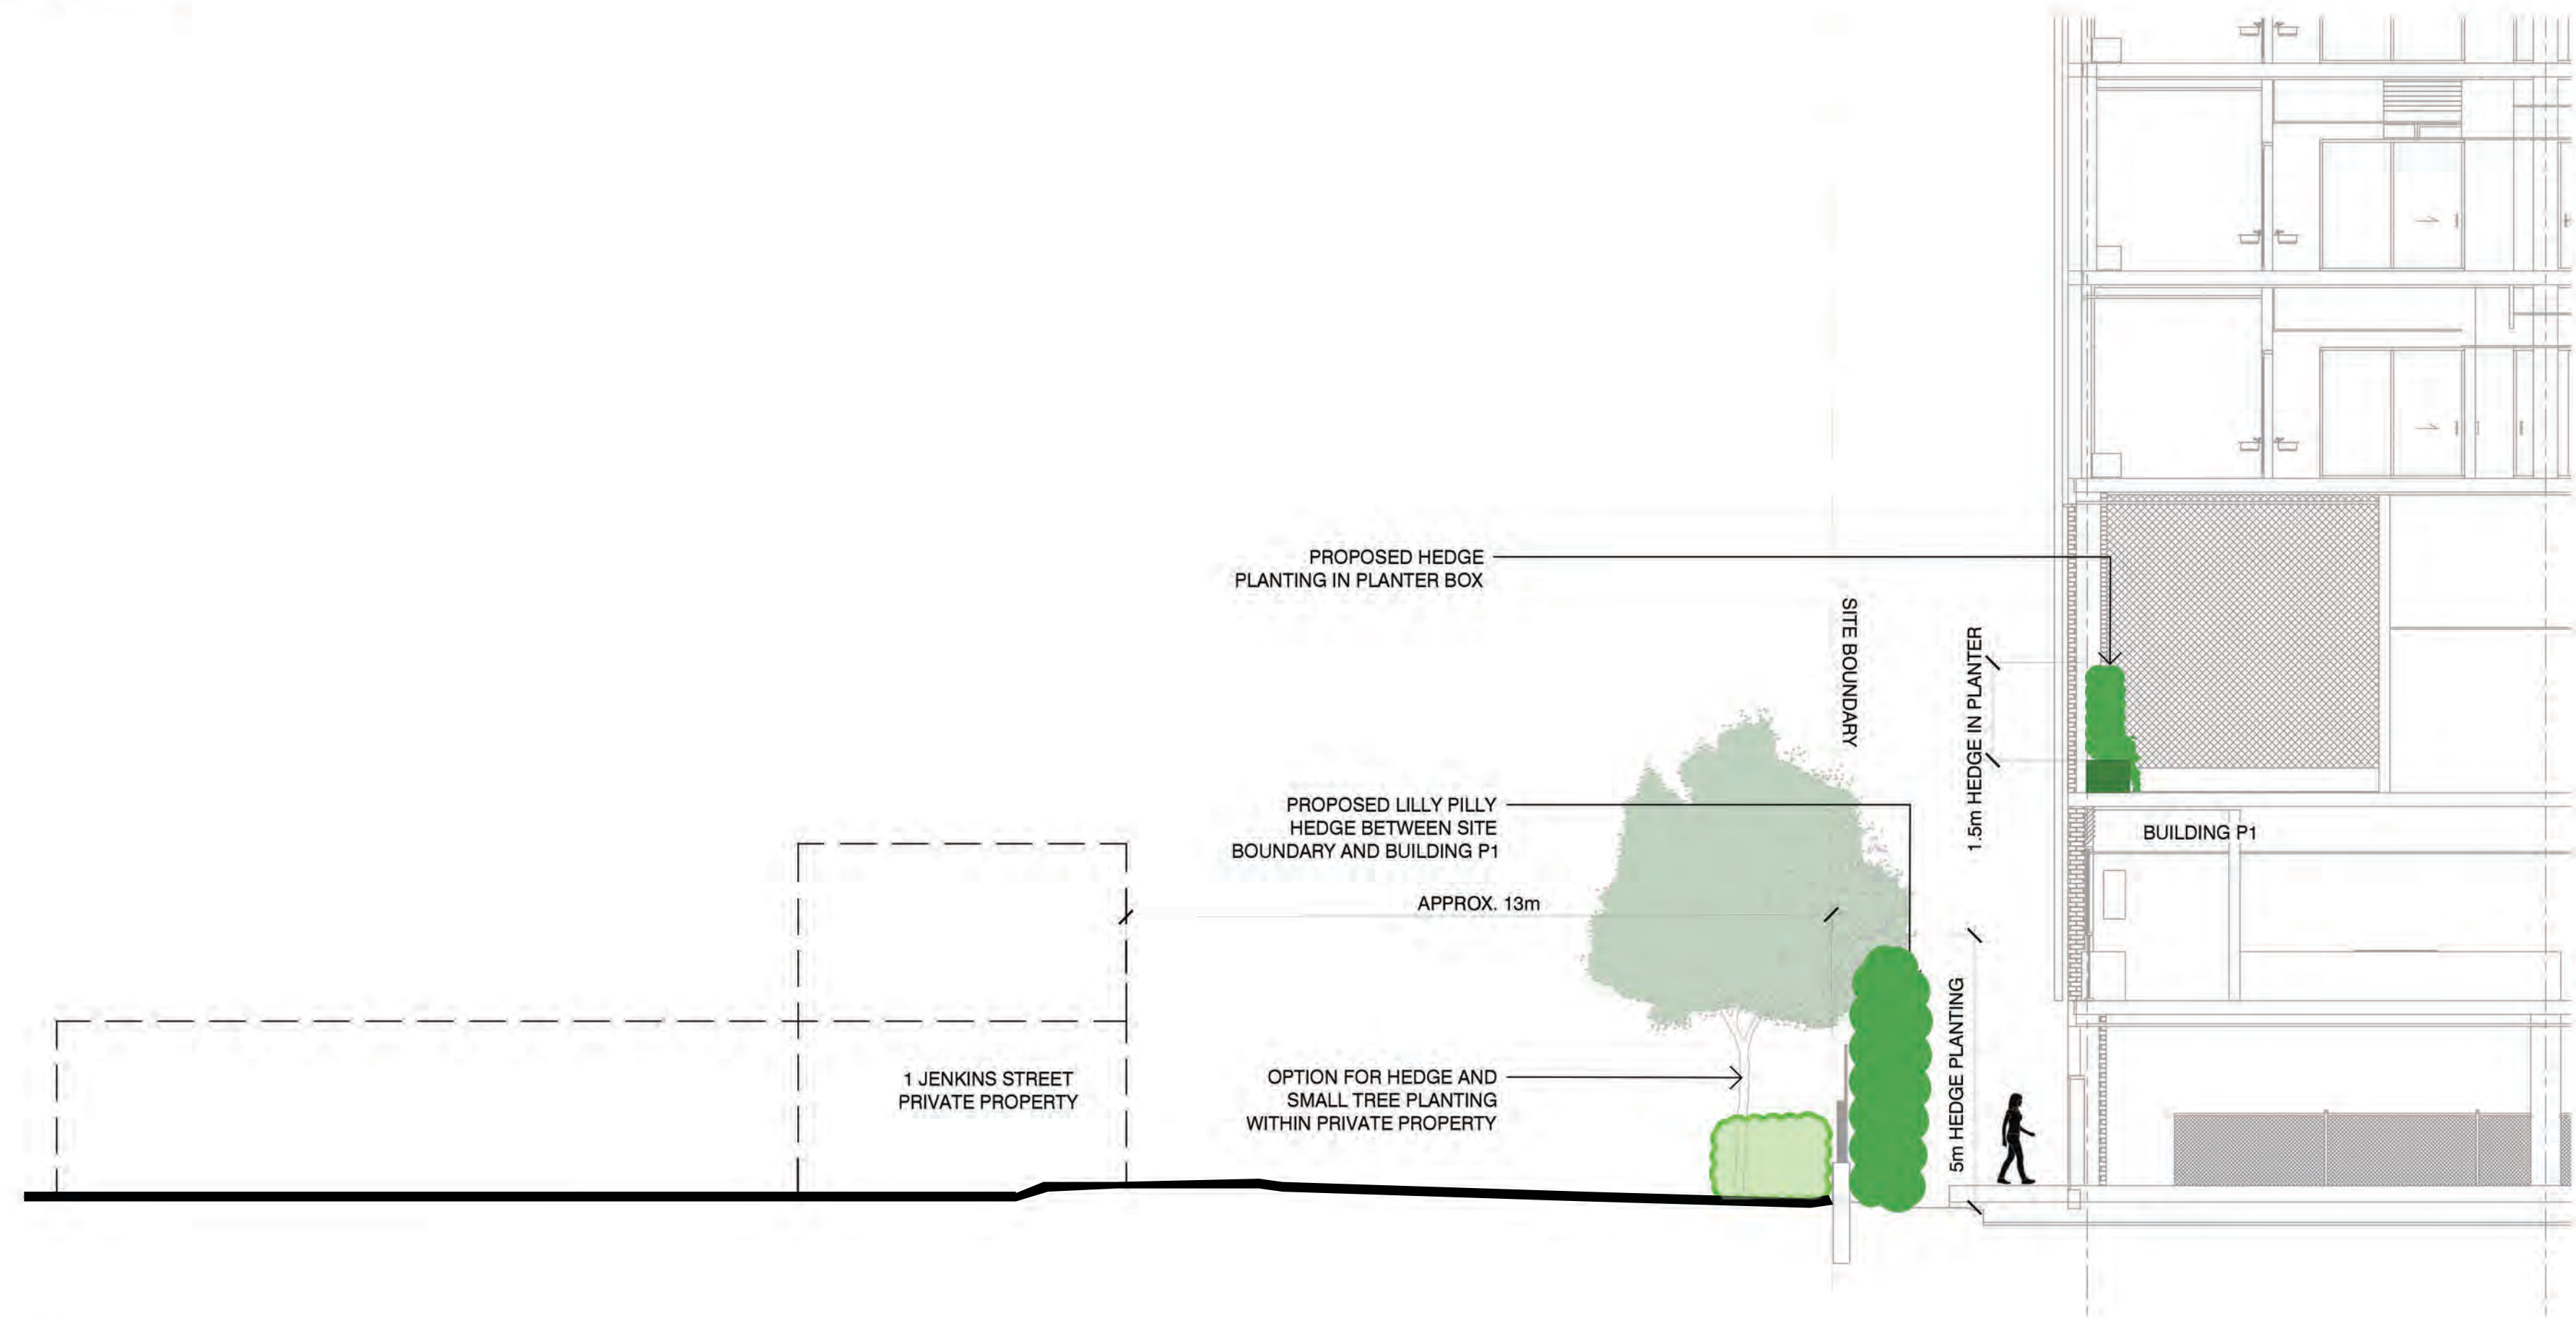 PROPOSED HEDGE
PLANTING IN PLANTER BOX
SITE BOUNDARY
1.5m HEDGE IN PLANTER
PROPOSED LILLY PILLY
HEDGE BETWEEN SITE
BOUNDARY AND BUILDING P1
BUILDING P1
APPROX. 13m
1 JENKINS STREET
PRIVATE PROPERTY
OPTION FOR HEDGE AND
SMALL TREE PLANTING
WITHIN PRIVATE PROPERTY
5m HEDGE PLANTING